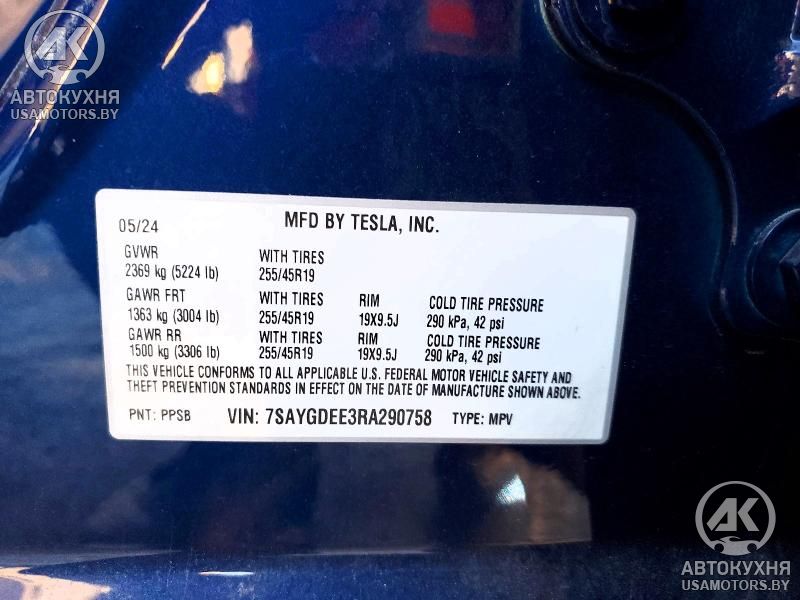 АК
АВТОКУХНЯ
USAMOTORS.BY
05/24 MFD BY TESLA, INC.
GVWR WITH TIRES
2369 kg (5224 lb) 255/45R19
GAWR FRT WITH TIRES RIM COLD TIRE PRESSURE
1363 kg (3004 lb) 255/45R19 19X9.5J 290 kPa, 42 psi
GAWR RR WITH TIRES RIM COLD TIRE PRESSURE
1500 kg (3306 lb) 255/45R19 19X9.5J 290 kPa, 42 psi
THIS VEHICLE CONFORMS TO ALL APPLICABLE U.S. FEDERAL MOTOR VEHICLE SAFETY AND
THEFT PREVENTION STANDARDS IN EFFECT ON THE DATE OF MANUFACTURE SHOWN ABOVE.
PNT: PPSB VIN: 7SAYGDEE3RA290758 TYPE: MPV
АК
АВТОКУХНЯ
USAMOTORS.BY